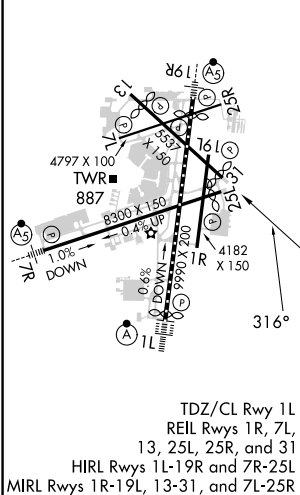 19R
A5
13
25R
P
P
P
7L
5537
X 150
19L
P
4797 X 100
TWR
887
31
25L
8300 X 150
0.4% UP
A5
P
1.0%
DOWN
7R
0.6%
DOWN
9990 X 200
1R
4182
X 150
P
A
1L
316°
TDZ/CL Rwy 1L
REIL Rwys 1R, 7L,
13, 25L, 25R, and 31
HIRL Rwys 1L-19R and 7R-25L
MIRL Rwys 1R-19L, 13-31, and 7L-25R